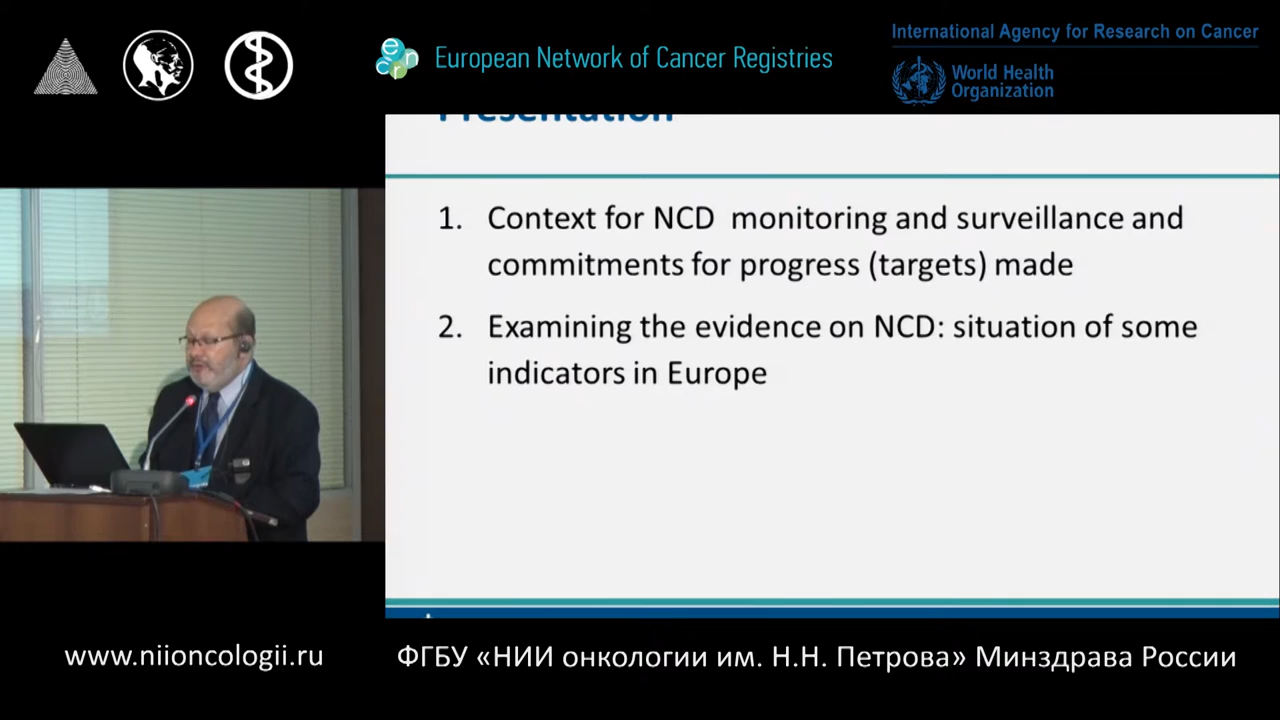 European Network of Cancer Registries
International Agency for Research on Cancer
World Health
Organization
encr
Presentation
1. Context for NCD monitoring and surveillance and
commitments for progress (targets) made
2. Examining the evidence on NCD: situation of some
indicators in Europe
www.niioncologii.ru
ФГБУ «НИИ онкологии им. Н.Н. Петрова» Минздрава России